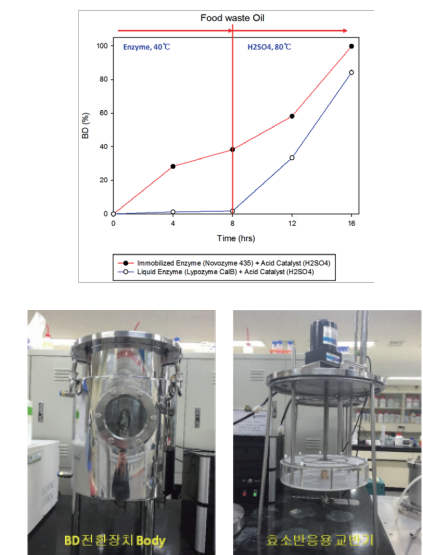 Food waste Oil
Enzyme, 40℃ H2SO4, 80℃
100
80
60
40
20
0
BD (%)
0 4 8 12 16
Time (hrs)
Immobilized Enzyme (Novozyme 435) + Acid Catalyst (H2SO4)
Liquid Enzyme (Lypozyme CalB) + Acid Catalyst (H2SO4)
BD 전환장치 Body 효소반응용 교반기